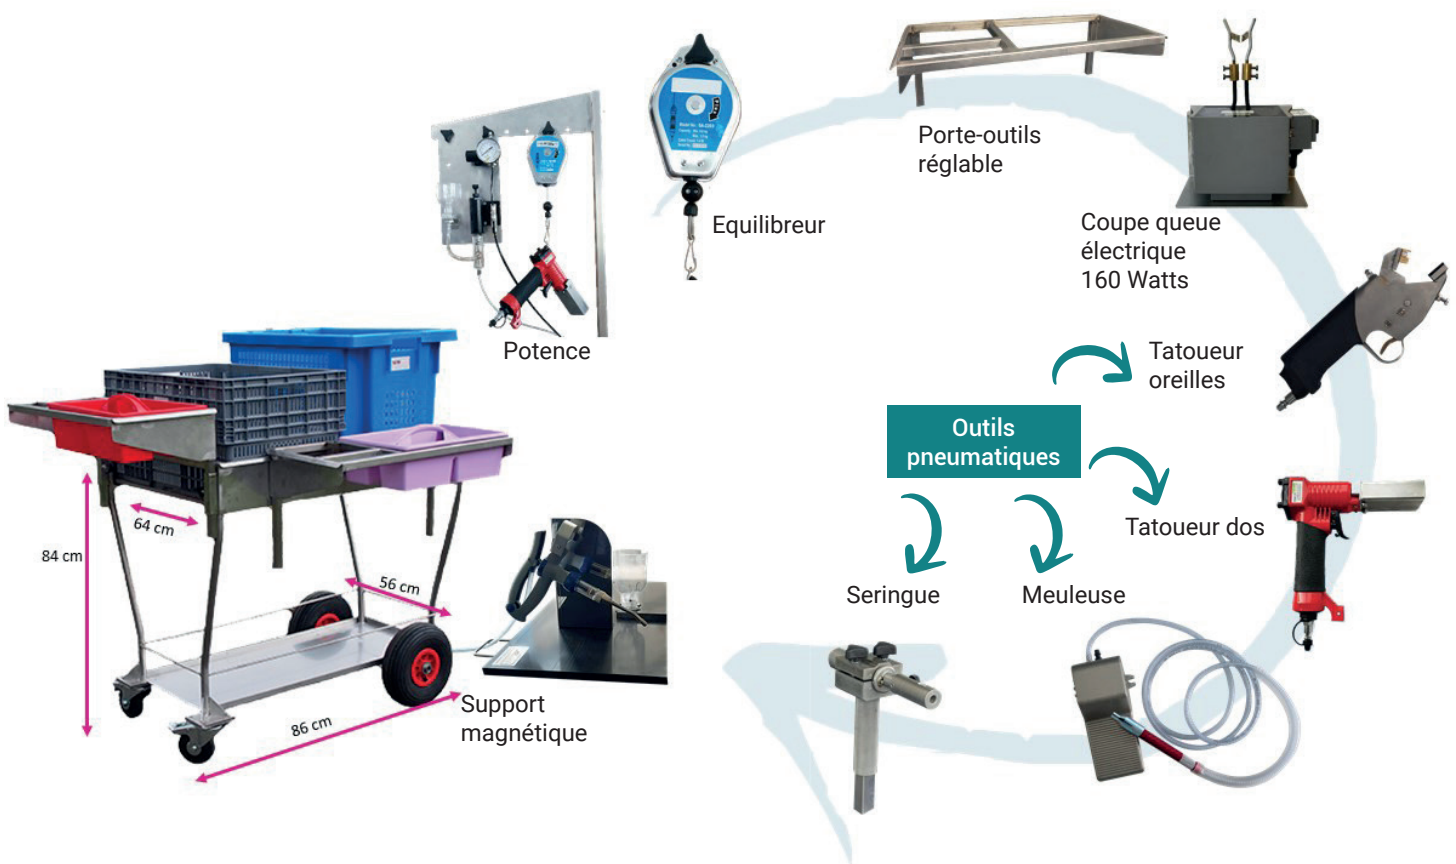 Porte-outils
réglable
Coupe queue
électrique
160 Watts
Equilibreur
Potence
Tatoueur
oreilles
Outils
pneumatiques
Tatoueur dos
Seringue
Meuleuse
64 cm
84 cm
56 cm
86 cm
Support
magnétique